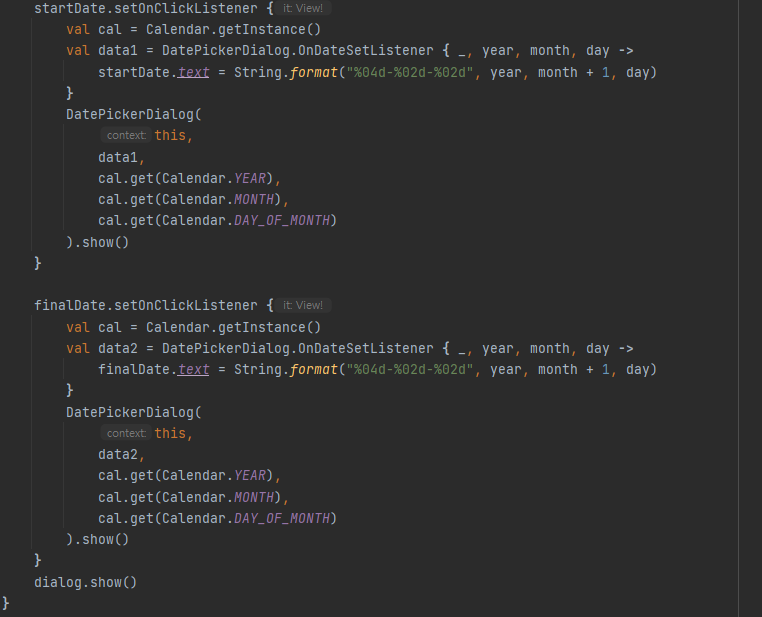 startDate.setOnClickListener { it: View!
val cal = Calendar.getInstance()
val data1 = DatePickerDialog.OnDateSetListener { _, year, month, day ->
startDate.text = String.format("%04d-%02d-%02d", year, month + 1, day)
}
DatePickerDialog(
context: this,
data1,
cal.get(Calendar.YEAR),
cal.get(Calendar.MONTH),
cal.get(Calendar.DAY_OF_MONTH)
).show()
}
finalDate.setOnClickListener { it: View!
val cal = Calendar.getInstance()
val data2 = DatePickerDialog.OnDateSetListener { _, year, month, day ->
finalDate.text = String.format("%04d-%02d-%02d", year, month + 1, day)
}
DatePickerDialog(
context: this,
data2,
cal.get(Calendar.YEAR),
cal.get(Calendar.MONTH),
cal.get(Calendar.DAY_OF_MONTH)
).show()
}
dialog.show()
}